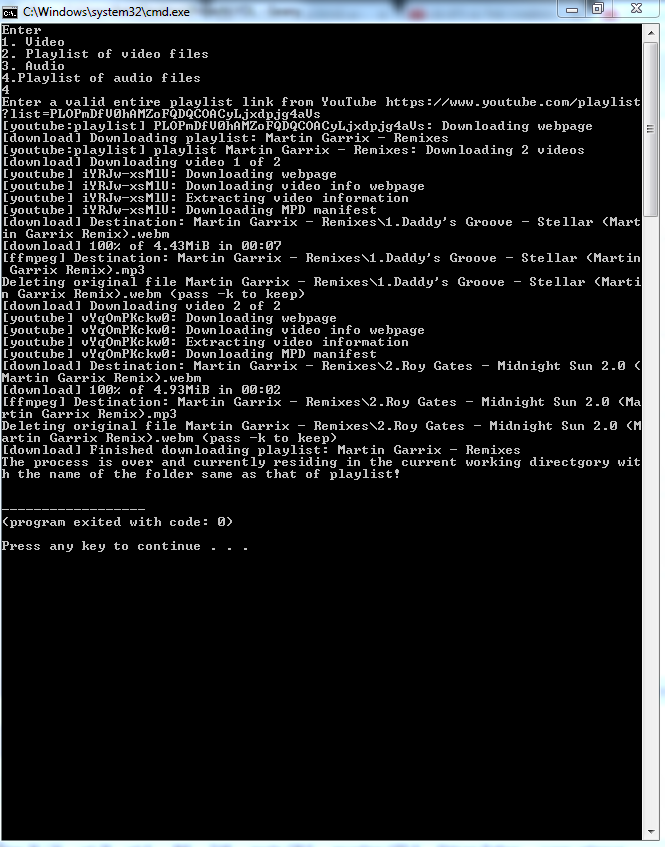 C:\Windows\system32\cmd.exe
Enter
1. Video
2. Playlist of video files
3. Audio
4.Playlist of audio files
4
Enter a valid entire playlist link from YouTube https://www.youtube.com/playlist
?list=PLOPmDfV0hAMZoFQDQCOACyLjxdpjg4aVs
[youtube:playlist] PLOPmDfV0hAMZoFQDQCOACyLjxdpjg4aVs: Downloading webpage
[download] Downloading playlist: Martin Garrix - Remixes
[youtube:playlist] playlist Martin Garrix - Remixes: Downloading 2 videos
[download] Downloading video 1 of 2
[youtube] iYRJw-xsMlU: Downloading webpage
[youtube] iYRJw-xsMlU: Downloading video info webpage
[youtube] iYRJw-xsMlU: Extracting video information
[youtube] iYRJw-xsMlU: Downloading MPD manifest
[download] Destination: Martin Garrix - Remixes\1.Daddy's Groove - Stellar (Mart
in Garrix Remix).webm
[download] 100% of 4.43MiB in 00:07
[ffmpeg] Destination: Martin Garrix - Remixes\1.Daddy's Groove - Stellar (Martin
 Garrix Remix).mp3
Deleting original file Martin Garrix - Remixes\1.Daddy's Groove - Stellar (Marti
n Garrix Remix).webm (pass -k to keep)
[download] Downloading video 2 of 2
[youtube] vYqOmPKckw0: Downloading webpage
[youtube] vYqOmPKckw0: Downloading video info webpage
[youtube] vYqOmPKckw0: Extracting video information
[youtube] vYqOmPKckw0: Downloading MPD manifest
[download] Destination: Martin Garrix - Remixes\2.Roy Gates - Midnight Sun 2.0 (
Martin Garrix Remix).webm
[download] 100% of 4.93MiB in 00:02
[ffmpeg] Destination: Martin Garrix - Remixes\2.Roy Gates - Midnight Sun 2.0 (Ma
rtin Garrix Remix).mp3
Deleting original file Martin Garrix - Remixes\2.Roy Gates - Midnight Sun 2.0 (M
artin Garrix Remix).webm (pass -k to keep)
[download] Finished downloading playlist: Martin Garrix - Remixes
The process is over and currently residing in the current working directgory wit
h the name of the folder same as that of playlist!
------------------
(program exited with code: 0)
Press any key to continue . . .